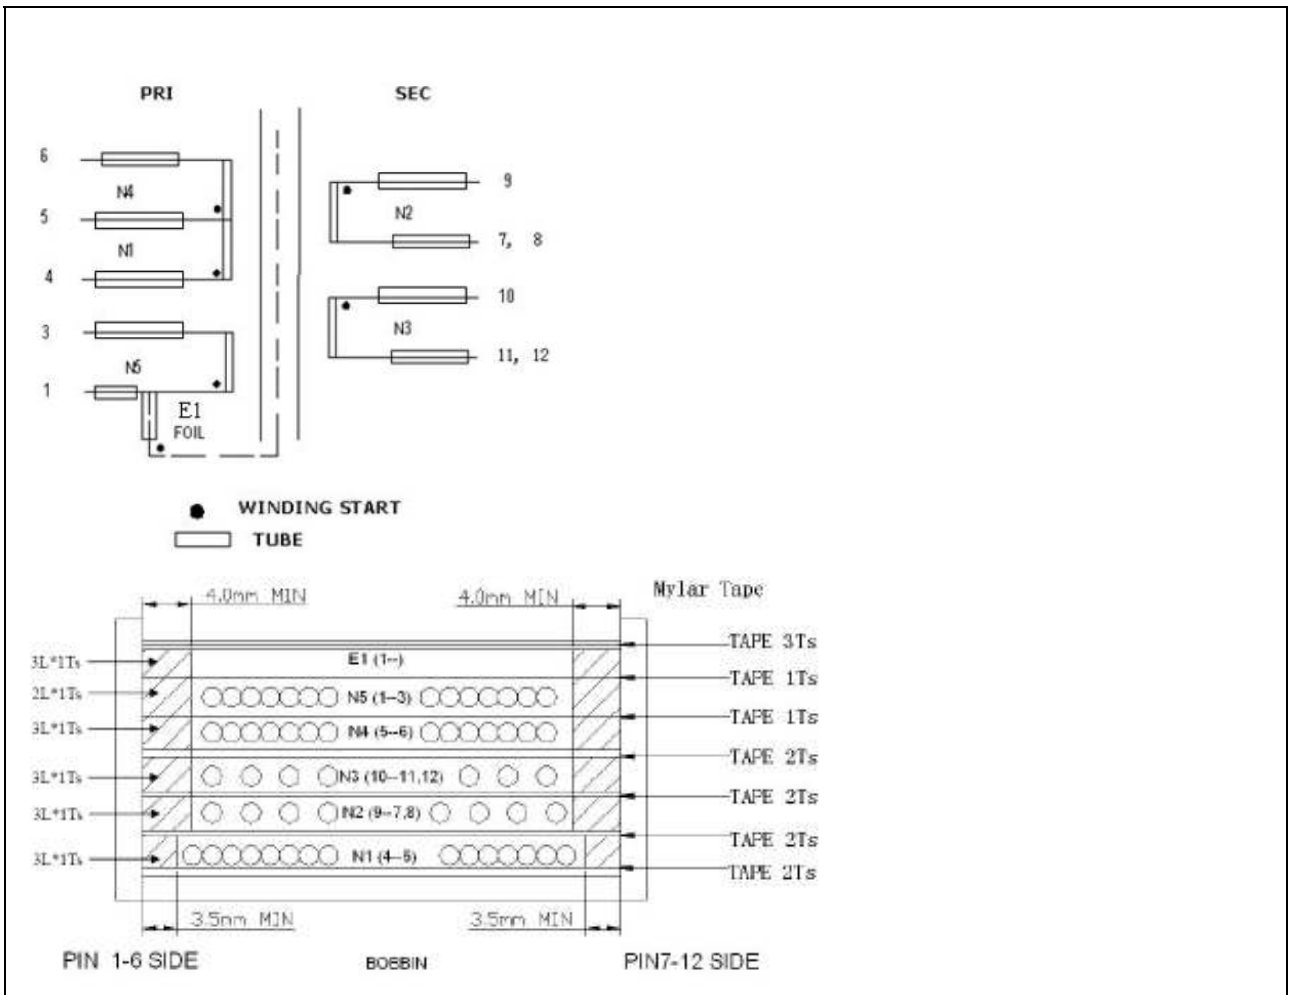 PRI SEC
6
9
N4
N2
5
7, 8
N1
4
10
N3
3
11, 12
N5
1
E1
FOIL
WINDING START
TUBE
4.0mm MIN 4.0mm MIN Mylar Tape
TAPE 3Ts
3L*1Ts E1 (1--)
TAPE 1Ts
2L*1Ts N5 (1--3)
TAPE 1Ts
3L*1Ts N4 (5--6)
TAPE 2Ts
3L*1Ts N3 (10--11,12)
TAPE 2Ts
3L*1Ts N2 (9--7,8)
TAPE 2Ts
3L*1Ts N1 (4--5)
TAPE 2Ts
3.5mm MIN 3.5mm MIN
PIN 1-6 SIDE BOBBIN PIN7-12 SIDE